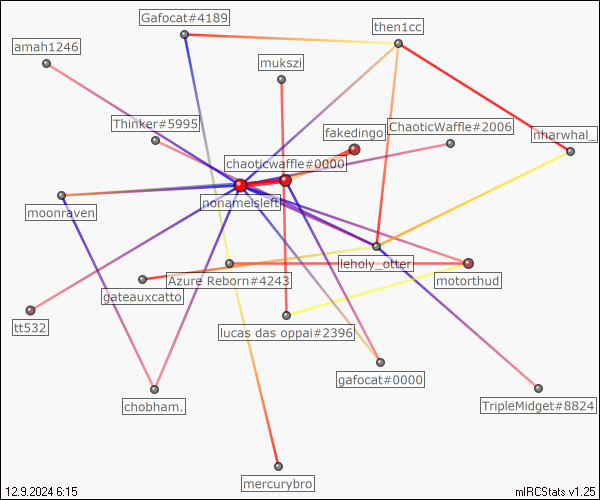 Gafocat#4189
then1cc
amah1246
mukszi
Thinker#5995
ChaoticWaffle#2006
fakedingo
nharwhal_
chaoticwaffle#0000
nonameisleft
moonraven
leholy_otter
Azure Reborn#4243
motorthud
gateauxcatto
tt532
lucas das oppai#2396
gafocat#0000
chobham.
TripleMidget#8824
mercurybro
12.9.2024 6:15
mIRCStats v1.25